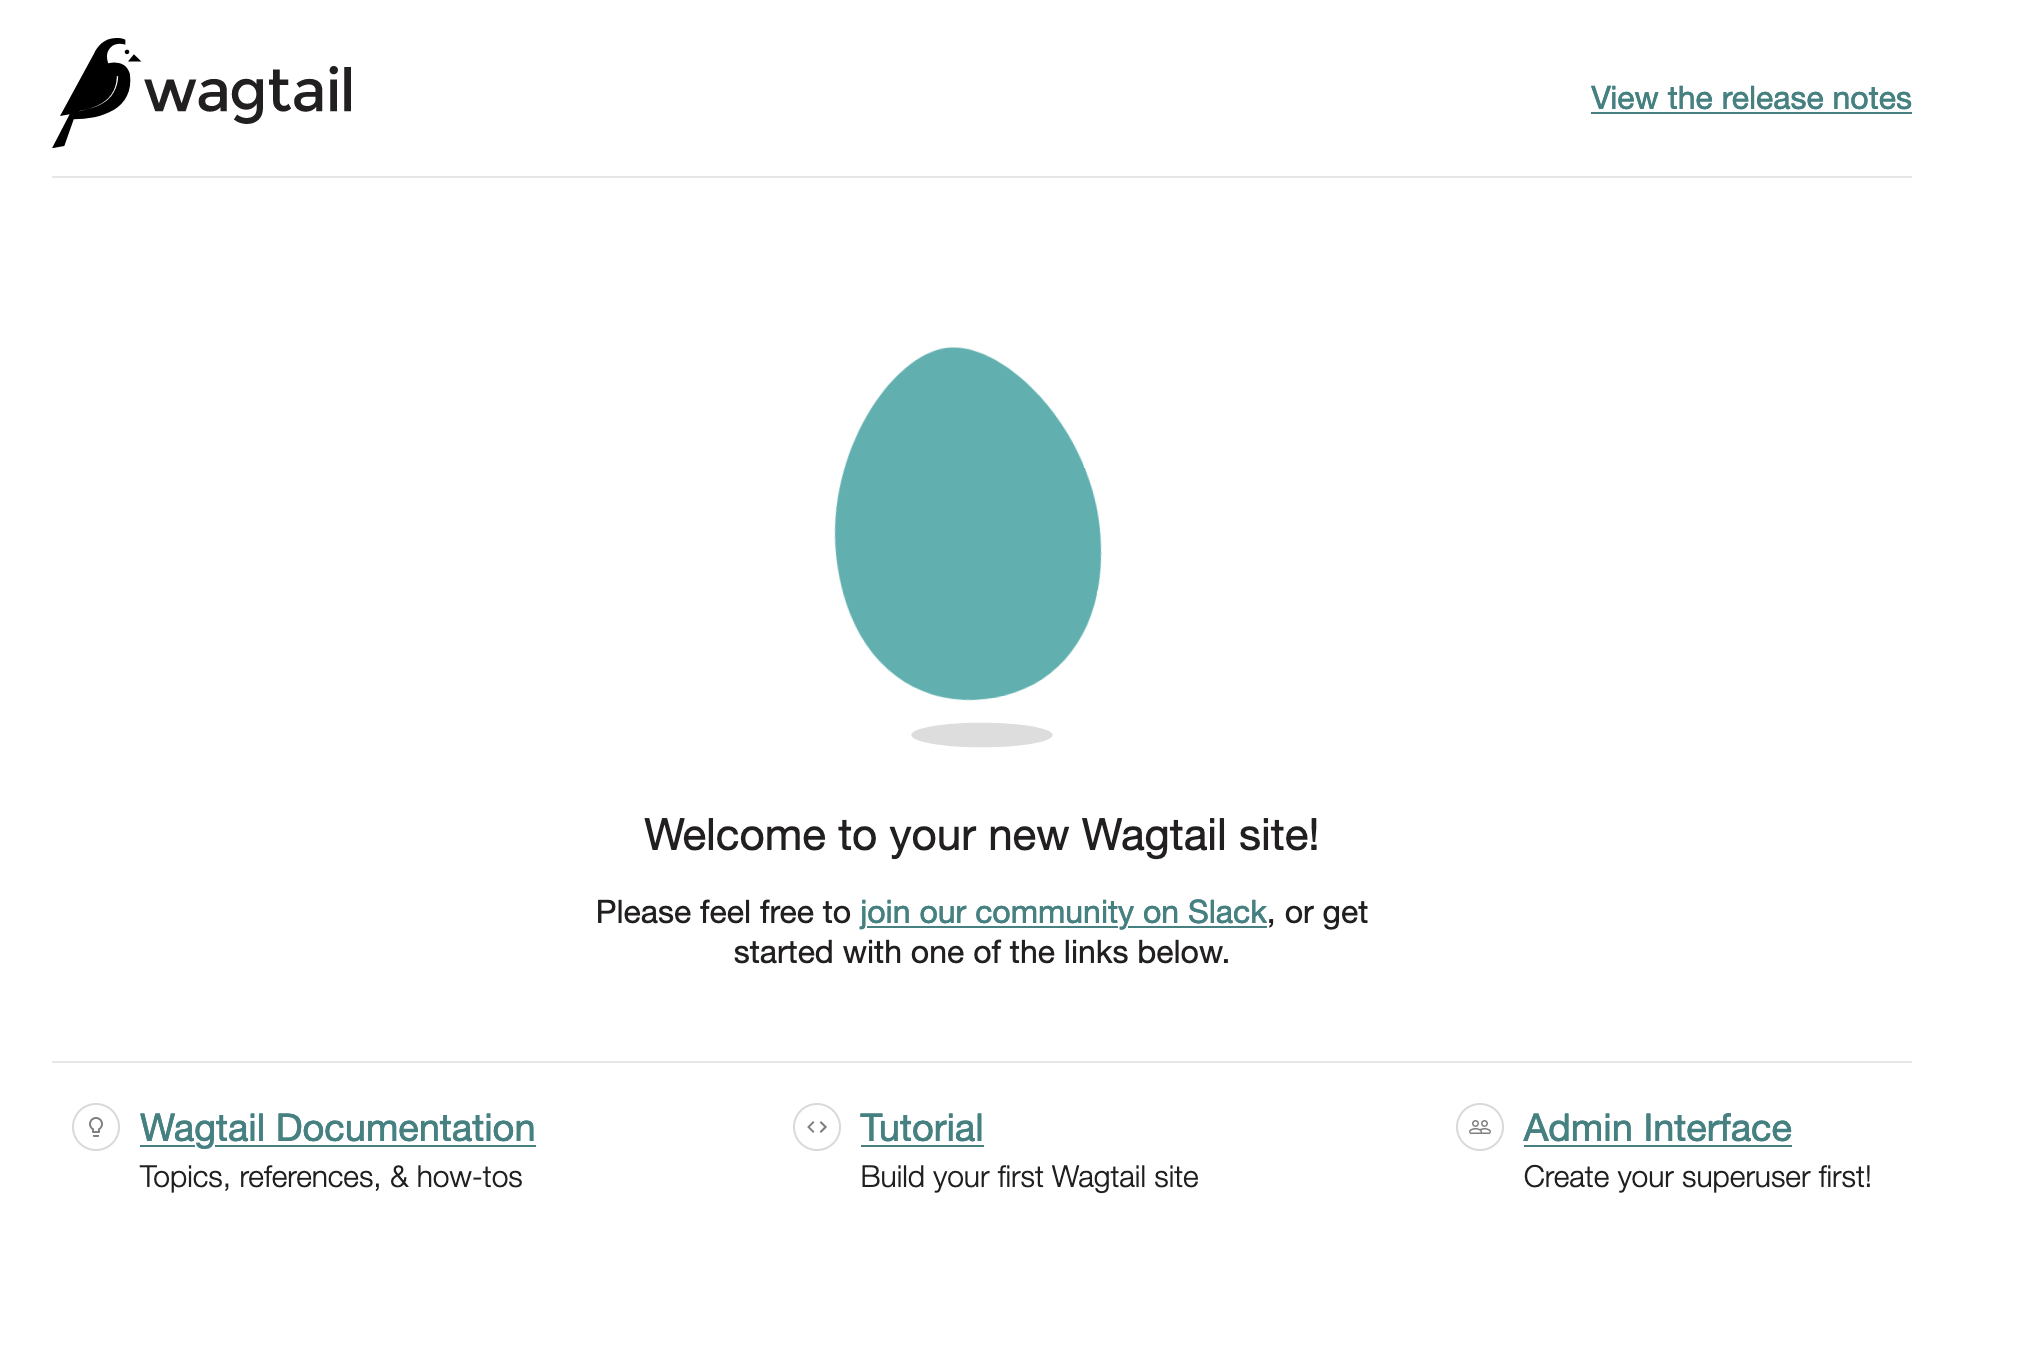 wagtail
View the release notes
Welcome to your new Wagtail site!
Please feel free to join our community on Slack, or get
started with one of the links below.
Wagtail Documentation
Topics, references, & how-tos
Tutorial
Build your first Wagtail site
Admin Interface
Create your superuser first!